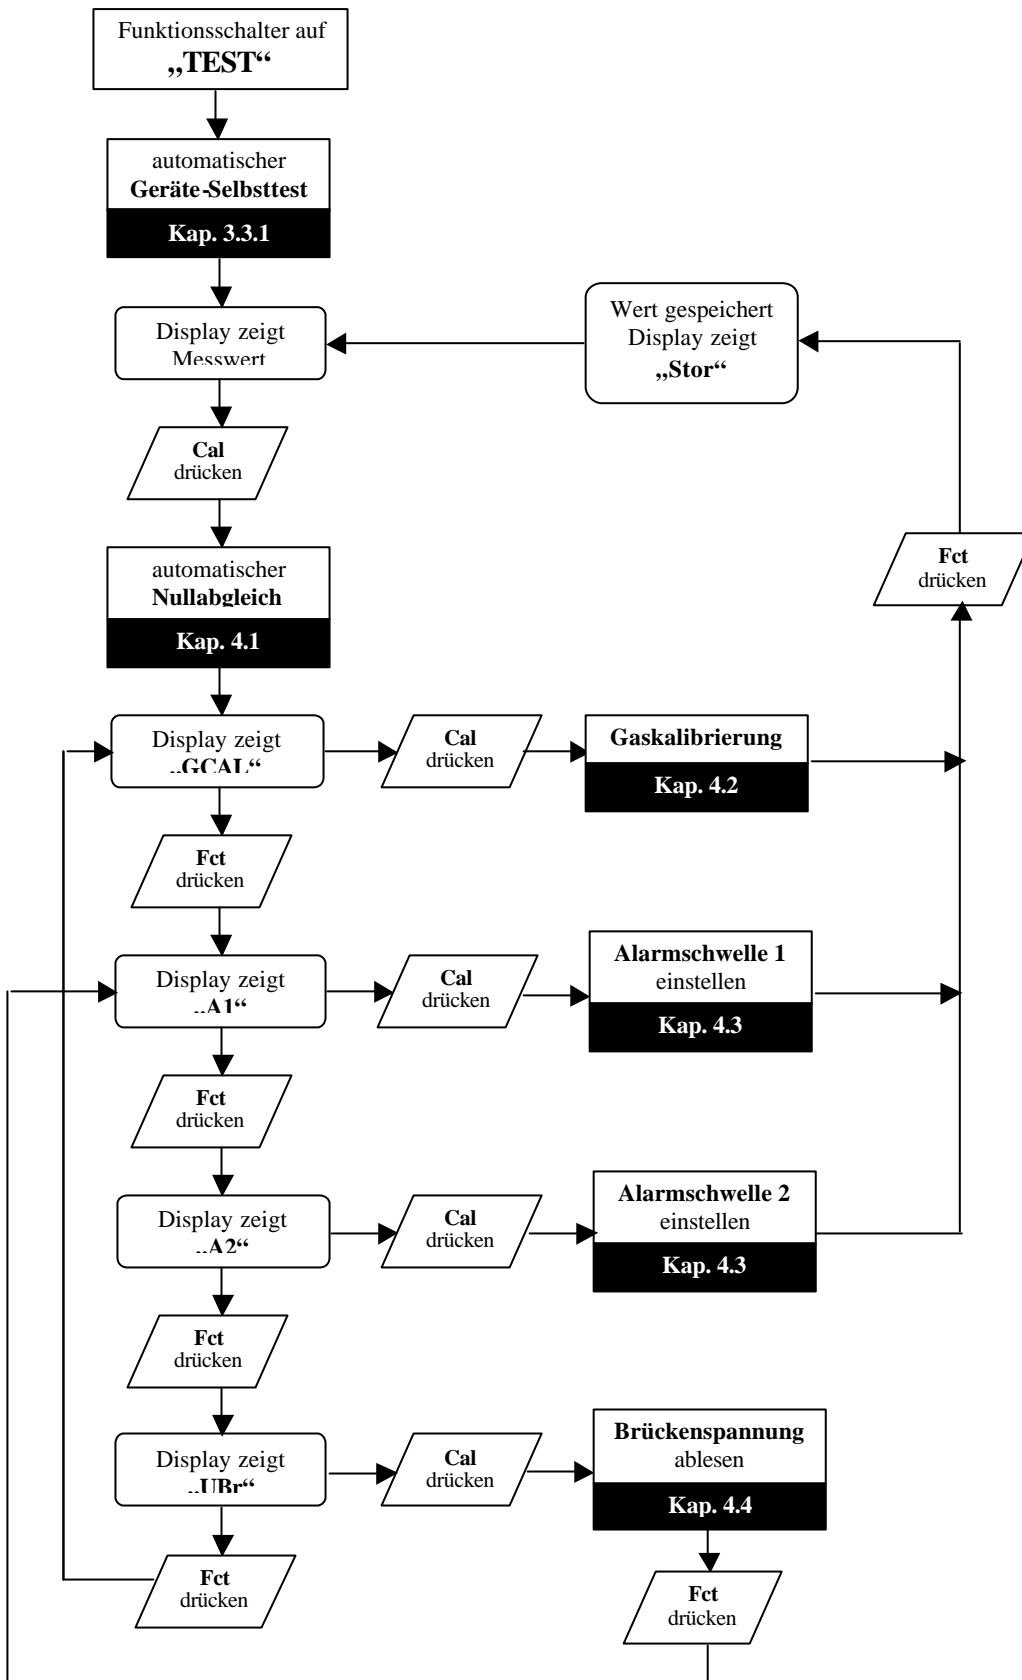 Funktionsschalter auf
„TEST“
automatischer
Geräte-Selbsttest
Kap. 3.3.1
Display zeigt
Messwert
Wert gespeichert
Display zeigt
„Stor“
Cal
drücken
Fct
drücken
automatischer
Nullabgleich
Kap. 4.1
Display zeigt
„GCAL“
Cal
drücken
Gaskalibrierung
Kap. 4.2
Fct
drücken
Display zeigt
„A1“
Cal
drücken
Alarmschwelle 1
einstellen
Kap. 4.3
Fct
drücken
Display zeigt
„A2“
Cal
drücken
Alarmschwelle 2
einstellen
Kap. 4.3
Fct
drücken
Display zeigt
„UBr“
Cal
drücken
Brückenspannung
ablesen
Kap. 4.4
Fct
drücken
Fct
drücken